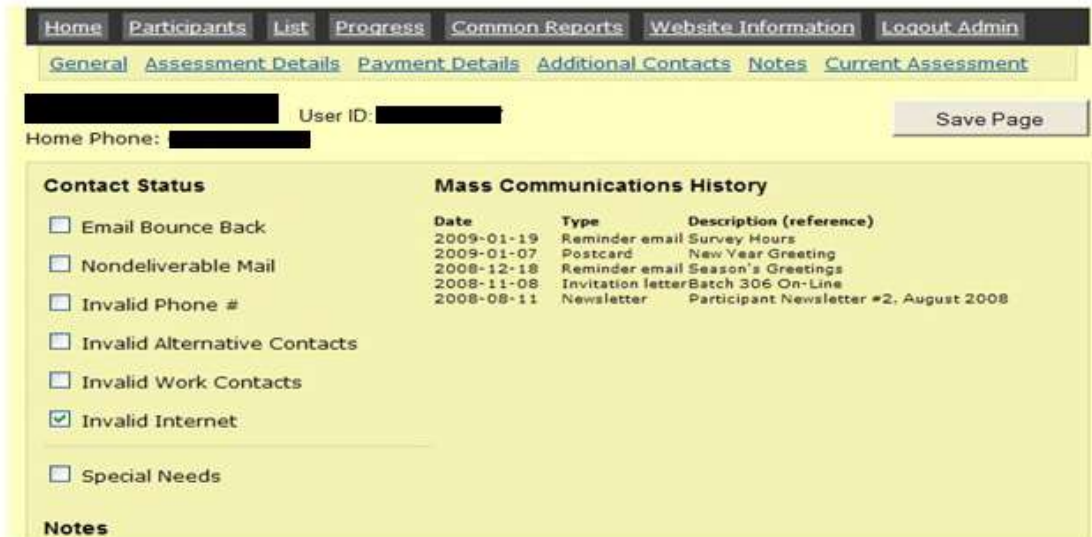 Home Participants List Progress Common Reports Website Information Logout Admin
General Assessment Details Payment Details Additional Contacts Notes Current Assessment
User ID:
Save Page
Home Phone:
Contact Status
Email Bounce Back
Nondeliverable Mail
Invalid Phone #
Invalid Alternative Contacts
Invalid Work Contacts
Invalid Internet
Special Needs
Notes
Mass Communications History
Date Type Description (reference)
2009-01-19 Reminder email Survey Hours
2009-01-07 Postcard New Year Greeting
2008-12-18 Reminder email Season's Greetings
2008-11-08 Invitation letter Batch 306 On-Line
2008-08-11 Newsletter Participant Newsletter #2, August 2008